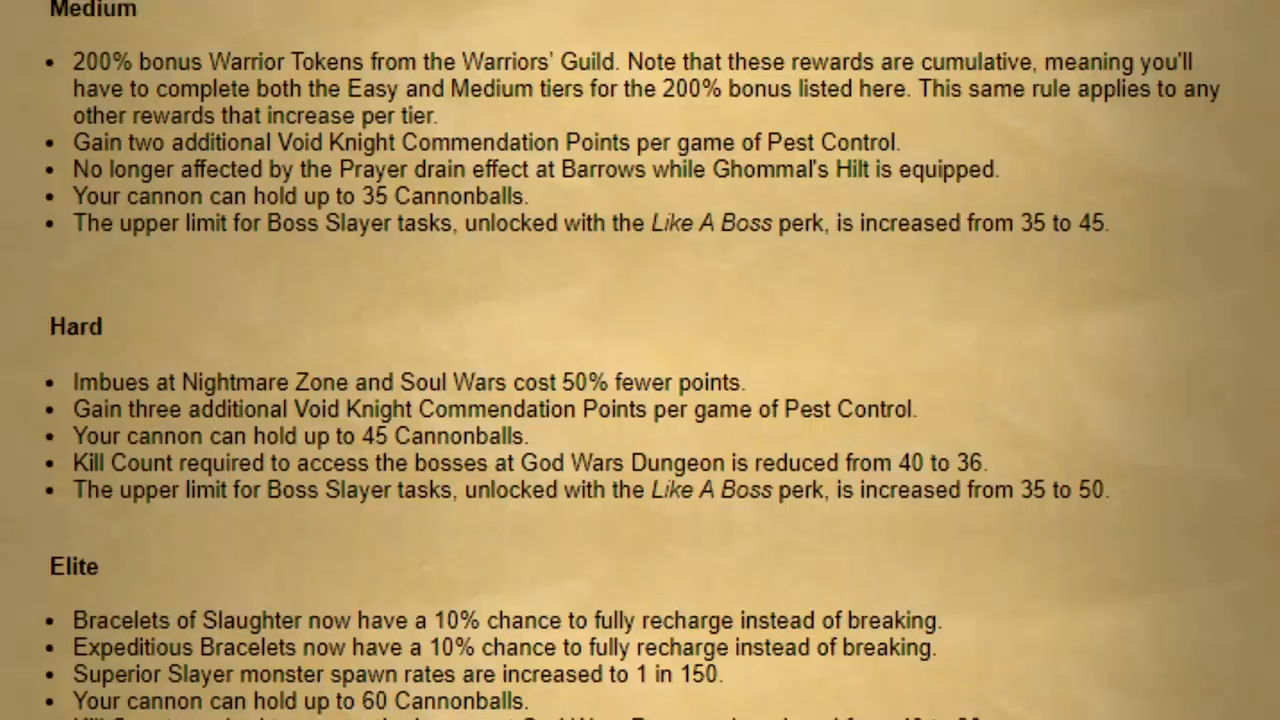 Medium
• 200% bonus Warrior Tokens from the Warriors' Guild. Note that these rewards are cumulative, meaning you'll
have to complete both the Easy and Medium tiers for the 200% bonus listed here. This same rule applies to any
other rewards that increase per tier.
• Gain two additional Void Knight Commendation Points per game of Pest Control.
• No longer affected by the Prayer drain effect at Barrows while Ghommal's Hilt is equipped.
• Your cannon can hold up to 35 Cannonballs.
• The upper limit for Boss Slayer tasks, unlocked with the Like A Boss perk, is increased from 35 to 45.
Hard
• Imbues at Nightmare Zone and Soul Wars cost 50% fewer points.
• Gain three additional Void Knight Commendation Points per game of Pest Control.
• Your cannon can hold up to 45 Cannonballs.
• Kill Count required to access the bosses at God Wars Dungeon is reduced from 40 to 36.
• The upper limit for Boss Slayer tasks, unlocked with the Like A Boss perk, is increased from 35 to 50.
Elite
• Bracelets of Slaughter now have a 10% chance to fully recharge instead of breaking.
• Expeditious Bracelets now have a 10% chance to fully recharge instead of breaking.
• Superior Slayer monster spawn rates are increased to 1 in 150.
• Your cannon can hold up to 60 Cannonballs.